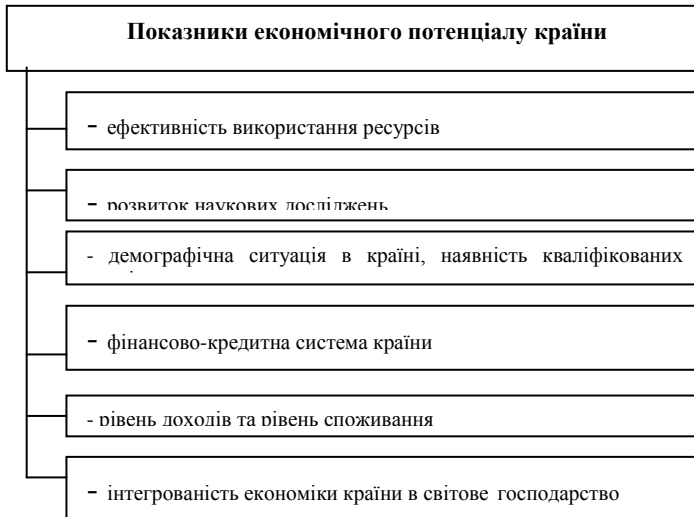 Показники економічного потенціалу країни
- ефективність використання ресурсів
- розвиток наукових досліджень
- демографічна ситуація в країні, наявність кваліфікованих
- фінансово-кредитна система країни
- рівень доходів та рівень споживання
- інтегрованість економіки країни в світове господарство